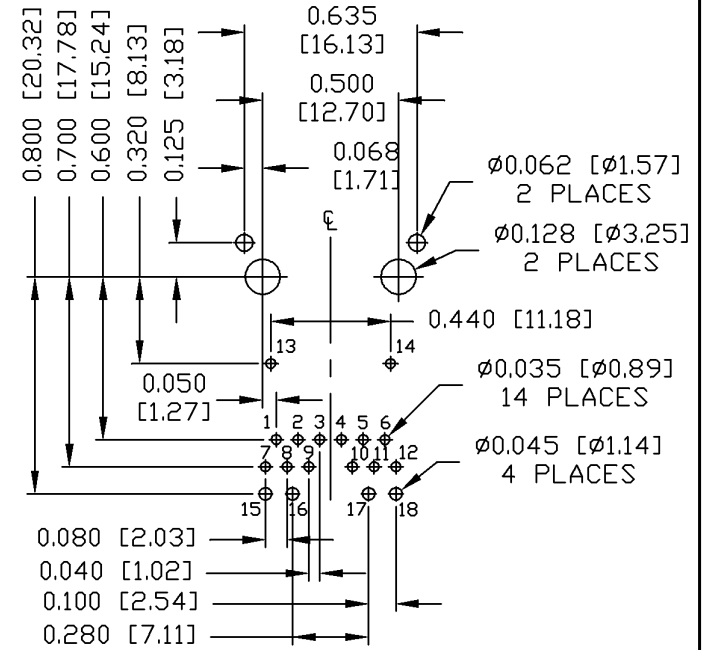 0.800 [20.32]
0.700 [17.78]
0.600 [15.24]
0.320 [8.13]
0.125 [3.18]
0.635
[16.13]
0.500
[12.70]
0.068
[1.71]
℄
ø0.062 [ø1.57]
2 PLACES
ø0.128 [ø3.25]
2 PLACES
0.440 [11.18]
13
14
0.050
[1.27]
ø0.035 [ø0.89]
14 PLACES
1 2 3 4 5 6
7 8 9 10 11 12
ø0.045 [ø1.14]
4 PLACES
15 16 17 18
0.080 [2.03]
0.040 [1.02]
0.100 [2.54]
0.280 [7.11]